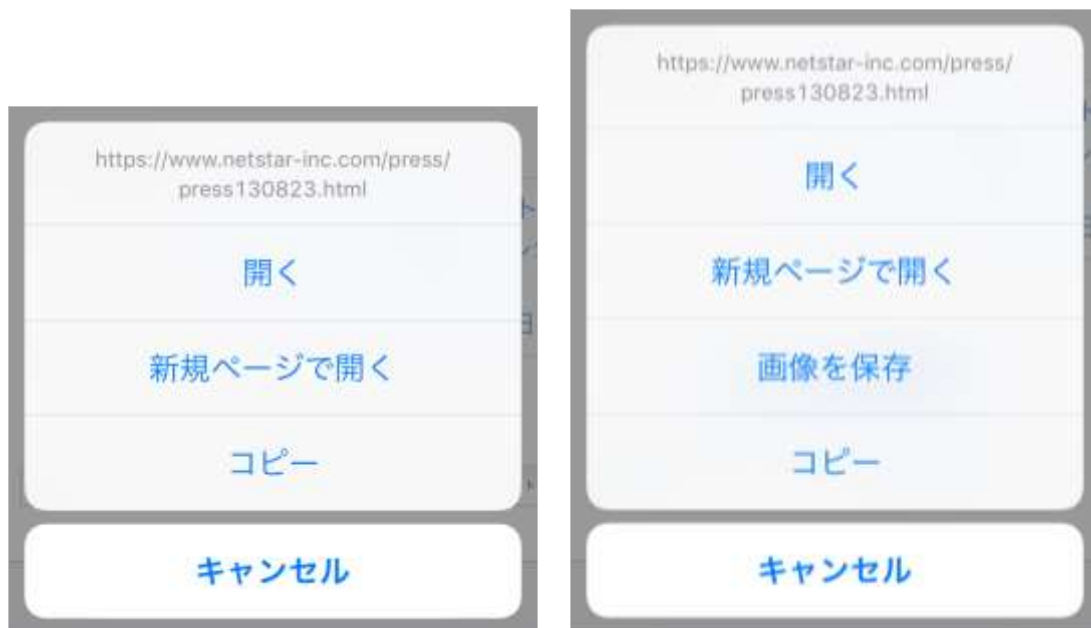 https://www.netstar-inc.com/press/
press130823.html
開く
新規ページで開く
コピー
キャンセル
https://www.netstar-inc.com/press/
press130823.html
開く
新規ページで開く
画像を保存
コピー
キャンセル